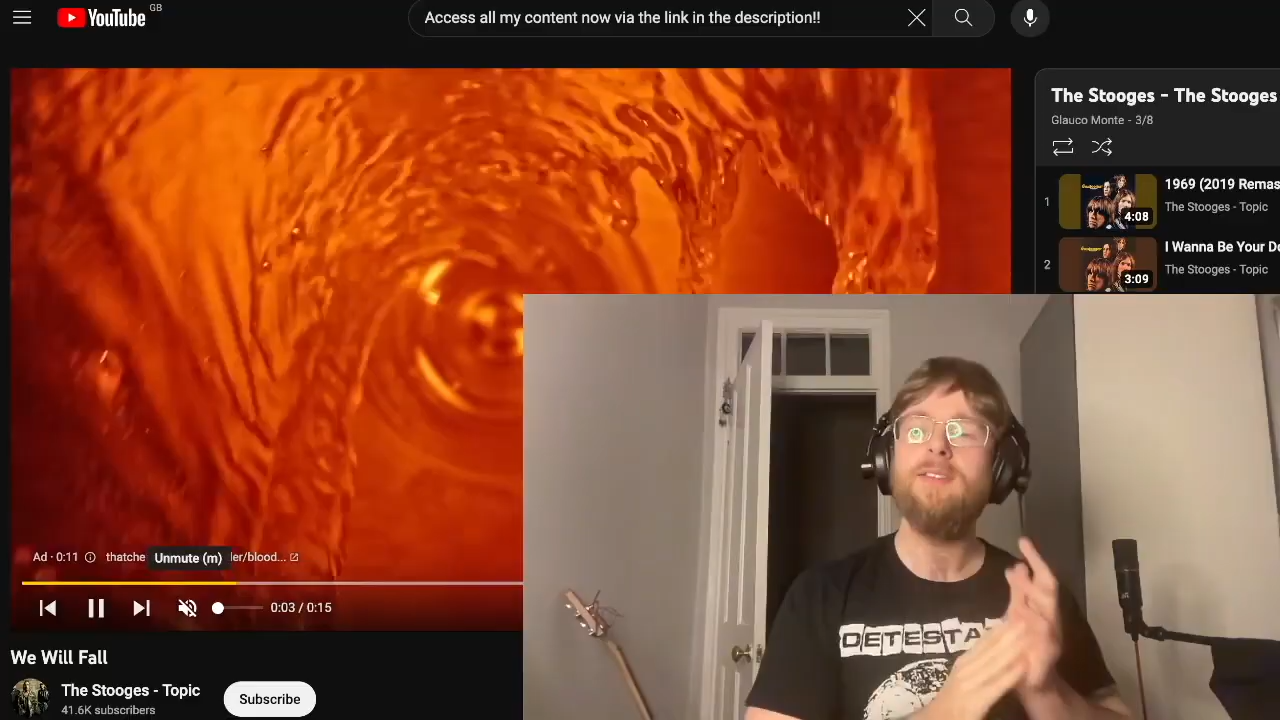 YouTube GB
Access all my content now via the link in the description!!
The Stooges - The Stooges
Glauco Monte - 3/8
1
4:08
1969 (2019 Remas
The Stooges - Topic
2
3:09
I Wanna Be Your Do
The Stooges - Topic
Ad · 0:11 thatche Unmute (m) ler/blood...
0:03 / 0:15
We Will Fall
The Stooges - Topic
41.6K subscribers
Subscribe
DETESTA